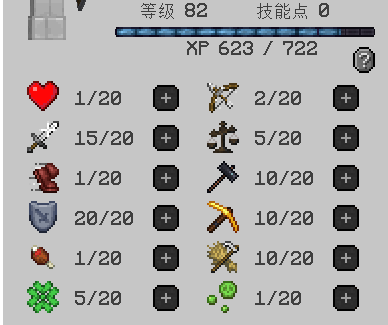 等级 82 技能点 0
XP 623 / 722
?
1/20 + 2/20 +
15/20 + 5/20 +
1/20 + 10/20 +
20/20 + 10/20 +
1/20 + 10/20 +
5/20 + 1/20 +